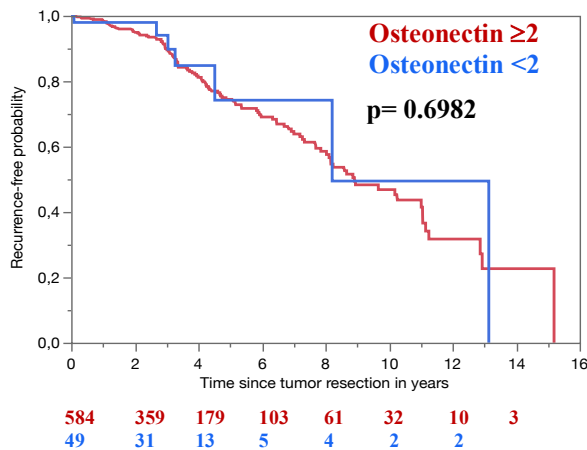 Osteonectin ≥2
Osteonectin <2
p= 0.6982
Recurrence-free probability
1,0
0,8
0,6
0,4
0,2
0,0
0 2 4 6 8 10 12 14 16
Time since tumor resection in years
584 359 179 103 61 32 10 3
49 31 13 5 4 2 2